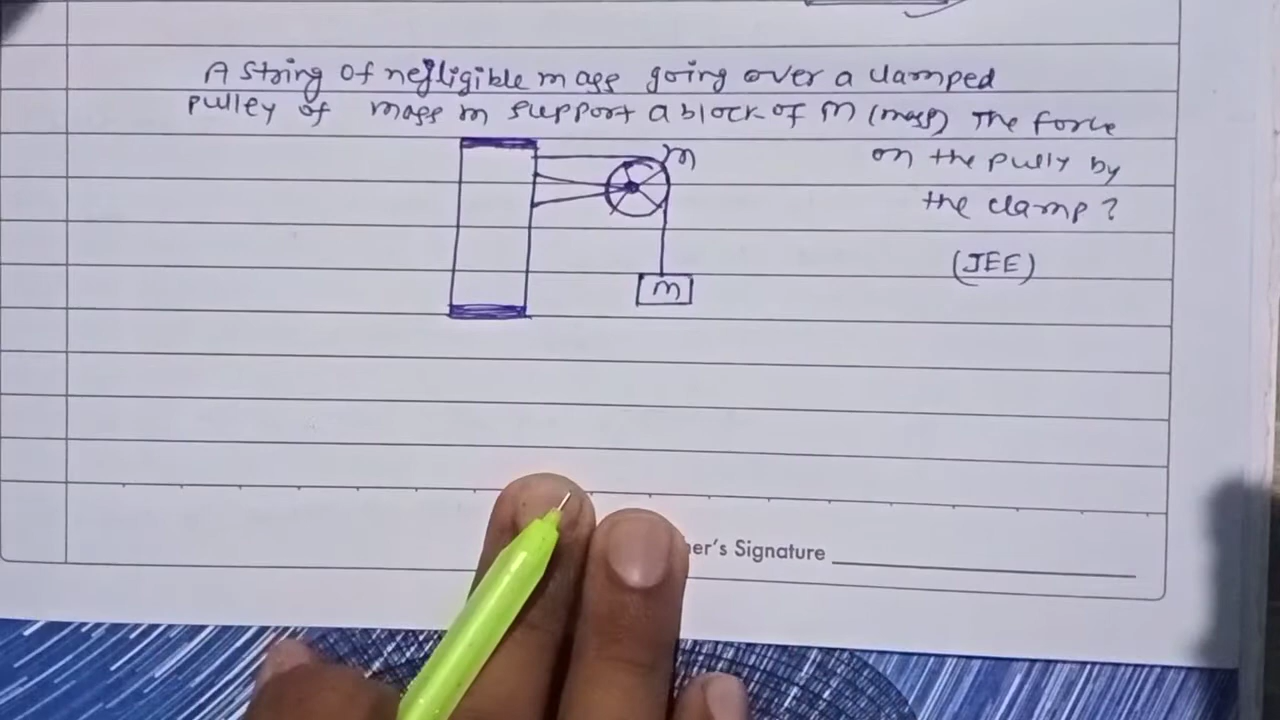 A string of negligible mass going over a clamped
pulley of mass m support a block of M (mass) The force
on the pully by
the clamp?
(JEE)
m
m
er's Signature